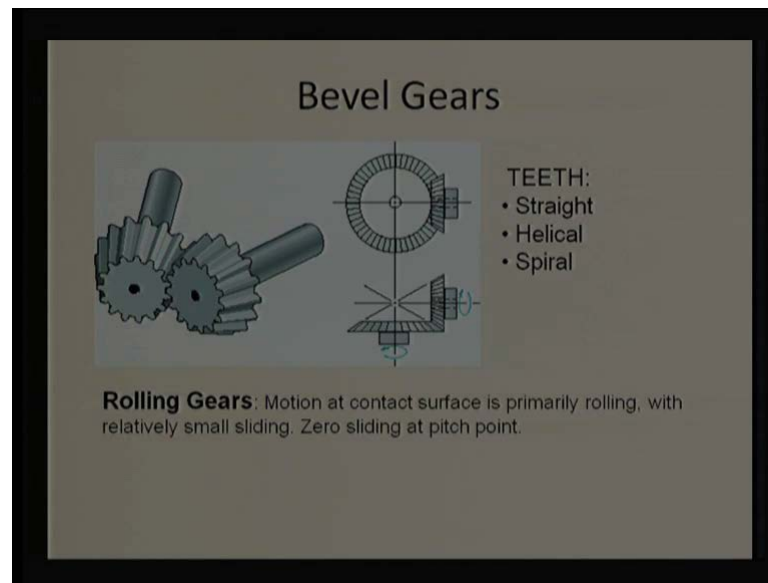 Bevel Gears
TEETH:
• Straight
• Helical
• Spiral
Rolling Gears: Motion at contact surface is primarily rolling, with
relatively small sliding. Zero sliding at pitch point.